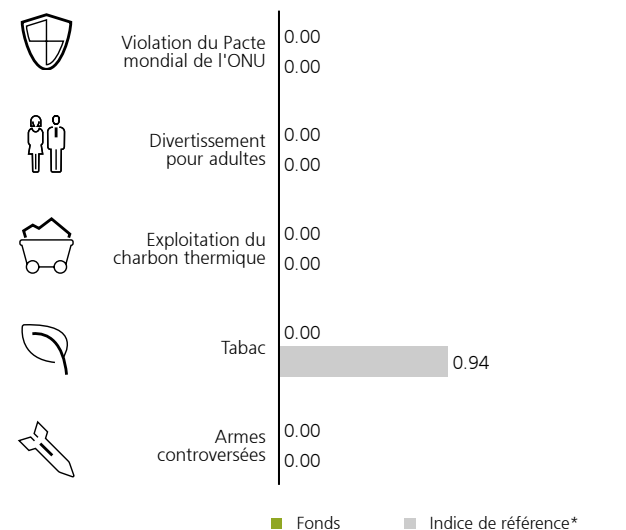 Violation du Pacte
mondial de l'ONU
0.00
0.00
Divertissement
pour adultes
0.00
0.00
Exploitation du
charbon thermique
0.00
0.00
Tabac
0.00
0.94
Armes
controversées
0.00
0.00
Fonds
Indice de référence*